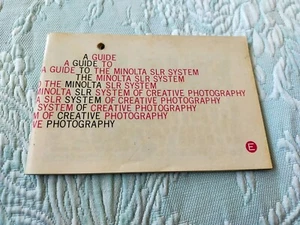 A GUIDE
A GUIDE TO
A GUIDE TO THE MINOLTA SLR SYSTEM
THE MINOLTA SLR SYSTEM
TO THE MINOLTA SLR SYSTEM
MINOLTA SLR SYSTEM OF CREATIVE PHOTOGRAPHY
A SLR SYSTEM OF CREATIVE PHOTOGRAPHY
SYSTEM OF CREATIVE PHOTOGRAPHY
M OF CREATIVE PHOTOGRAPHY
IVE PHOTOGRAPHY
E